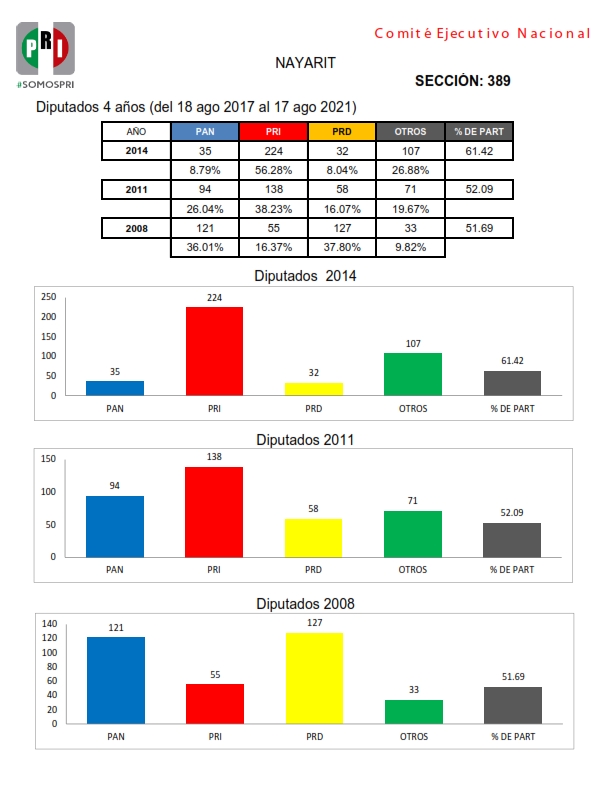 Comité Ejecutivo Nacional
PRI
#SOMOSPRI
NAYARIT
SECCIÓN: 389
Diputados 4 años (del 18 ago 2017 al 17 ago 2021)
AÑO PAN PRI PRD OTROS % DE PART
2014 35 224 32 107 61.42
8.79% 56.28% 8.04% 26.88%
2011 94 138 58 71 52.09
26.04% 38.23% 16.07% 19.67%
2008 121 55 127 33 51.69
36.01% 16.37% 37.80% 9.82%
Diputados 2014
250
200
150
100
50
0
35 224 32 107 61.42
PAN PRI PRD OTROS % DE PART
Diputados 2011
150
100
50
0
94 138 58 71 52.09
PAN PRI PRD OTROS % DE PART
Diputados 2008
140
120
100
80
60
40
20
0
121 55 127 33 51.69
PAN PRI PRD OTROS % DE PART